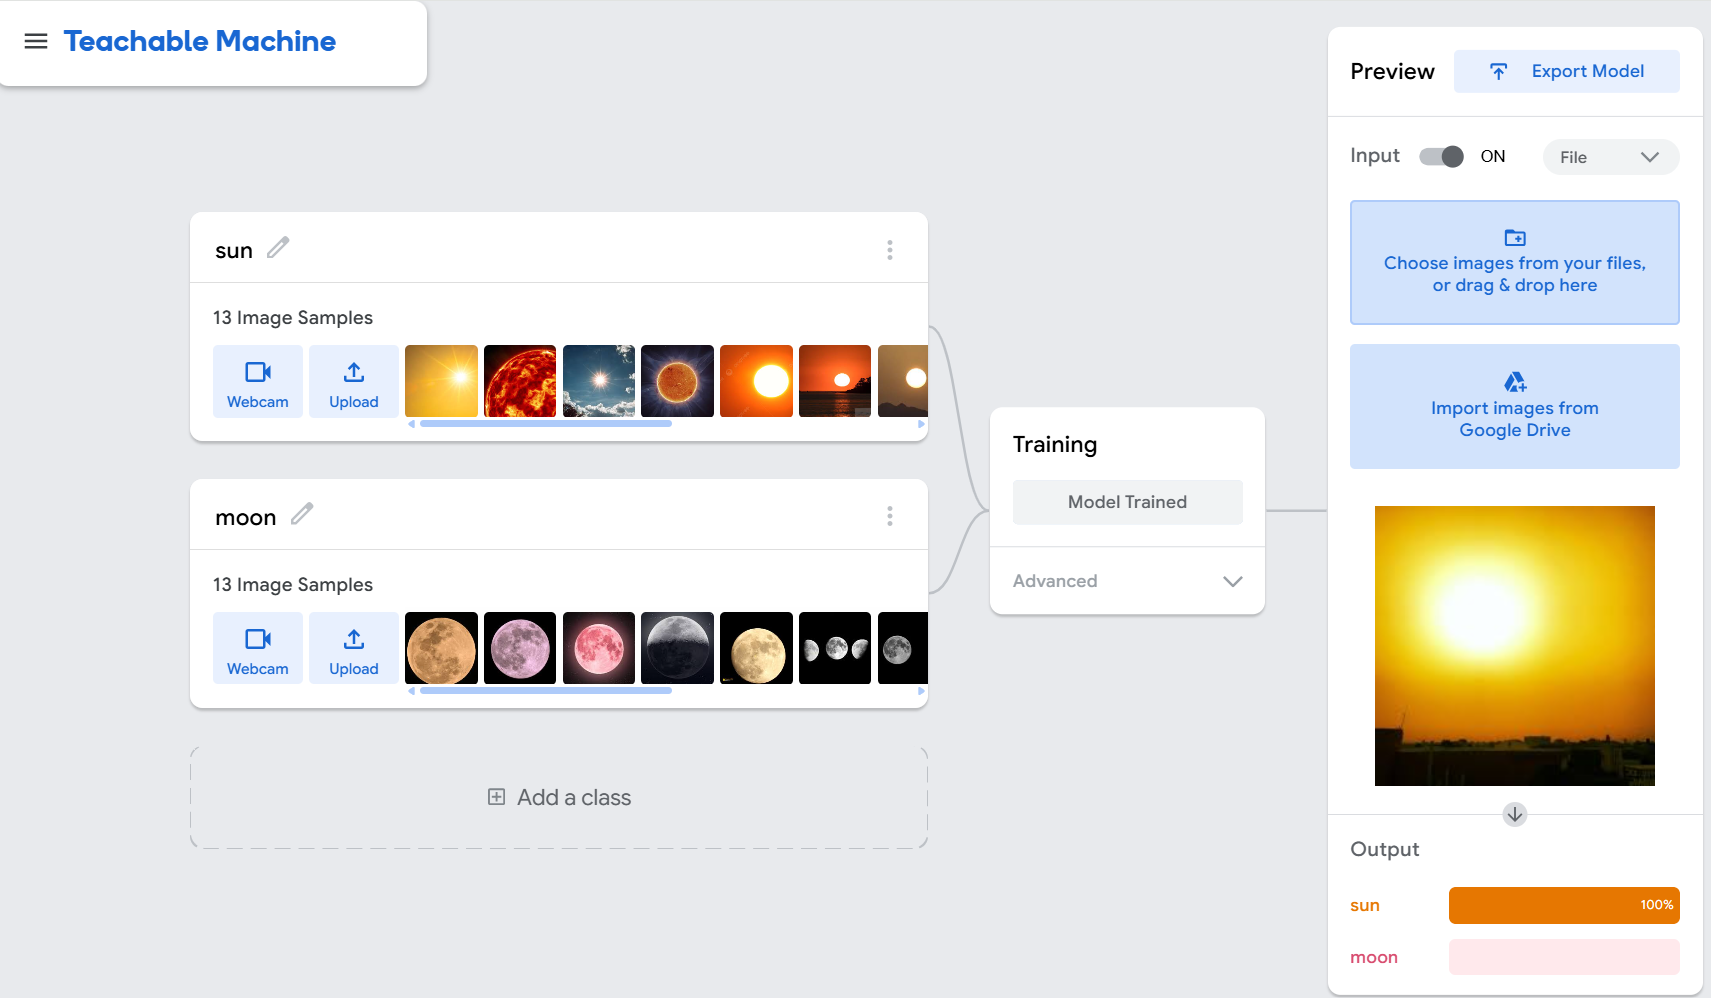 Teachable Machine
sun
13 Image Samples
Webcam
Upload
moon
13 Image Samples
Webcam
Upload
Add a class
Training
Model Trained
Advanced
Preview
Export Model
Input
ON
File
Choose images from your files,
or drag & drop here
Import images from
Google Drive
Output
sun
100%
moon